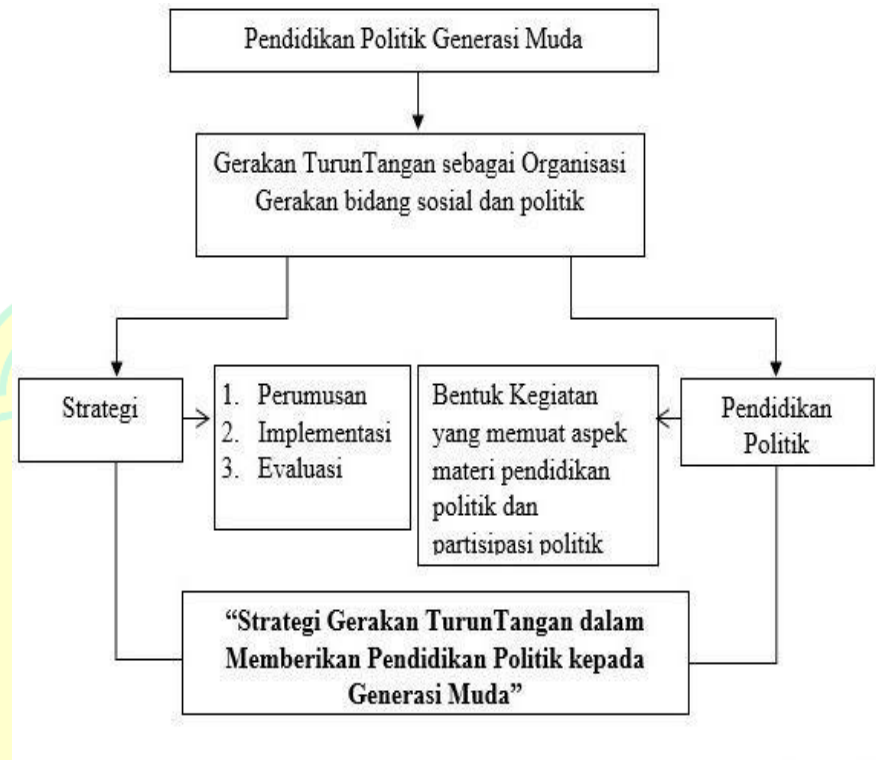 Pendidikan Politik Generasi Muda
Gerakan TurunTangan sebagai Organisasi
Gerakan bidang sosial dan politik
Strategi
1. Perumusan
2. Implementasi
3. Evaluasi
Bentuk Kegiatan
yang memuat aspek
materi pendidikan
politik dan
partisipasi politik
Pendidikan
Politik
“Strategi Gerakan TurunTangan dalam
Memberikan Pendidikan Politik kepada
Generasi Muda”